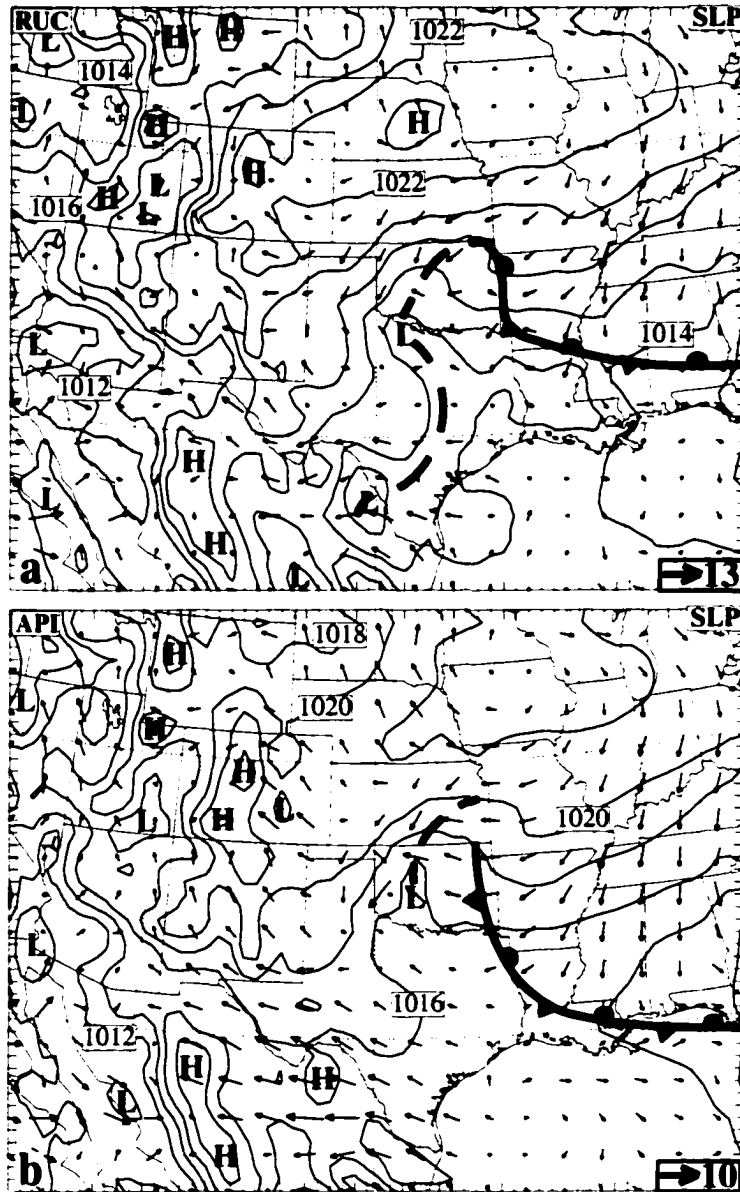 RUC SLP
L H H 1022
1014
L H H
H
L
1022
1016 H
L
L 1014
L
1012
H
L L
H
L
a 13
API SLP
1018
H
L 1020
H
H
L H L 1020
L
L
1016
1012
H H
L
H
b 10